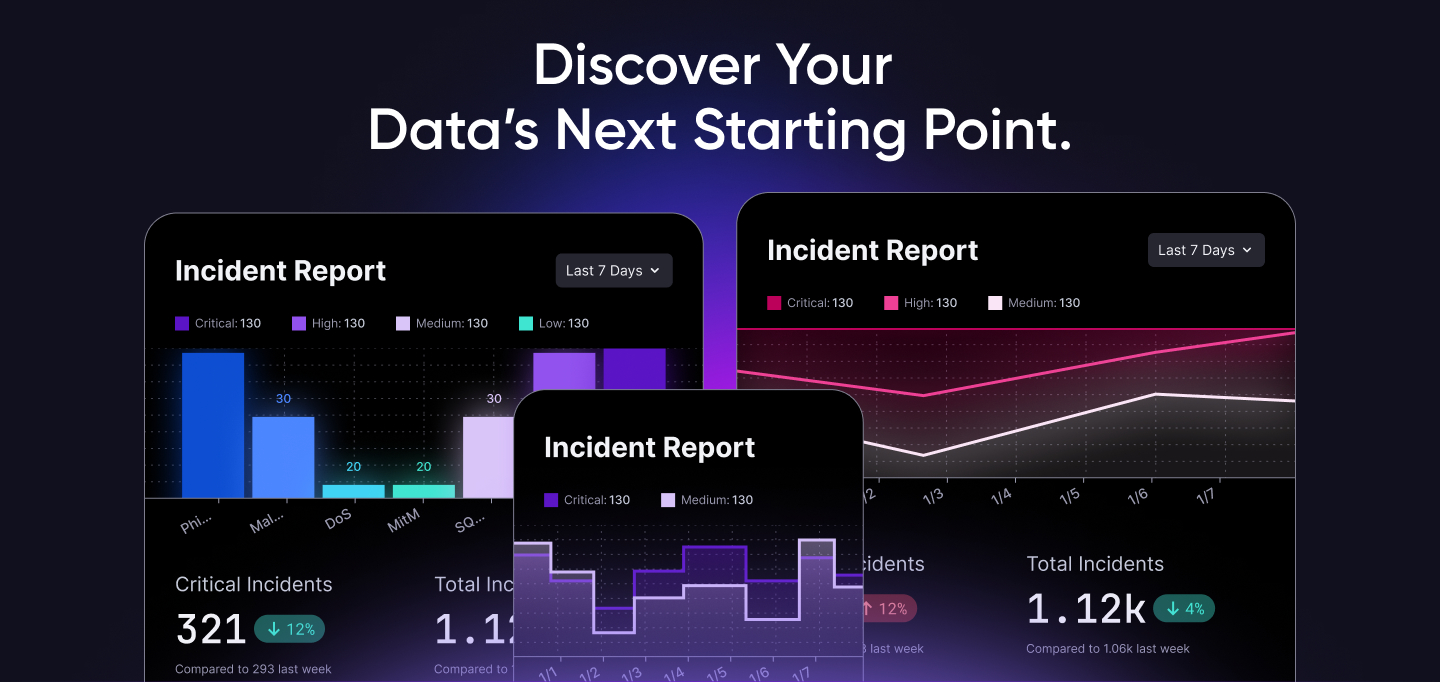 Discover Your
Data's Next Starting Point.
Incident Report
Last 7 Days
Critical: 130
High: 130
Medium: 130
Low: 130
30
20
20
30
Phi...
Mal...
DoS
MitM
SQ...
Critical Incidents
321
12%
Compared to 293 last week
Total
1.12
Compared to
Incident Report
Critical: 130
Medium: 130
1/1
1/2
1/3
1/4
1/5
1/6
1/7
Incident Report
Last 7 Days
Critical: 130
High: 130
Medium: 130
1/3
1/4
1/5
1/6
1/7
12%
last week
Total Incidents
1.12k
4%
Compared to 1.06k last week